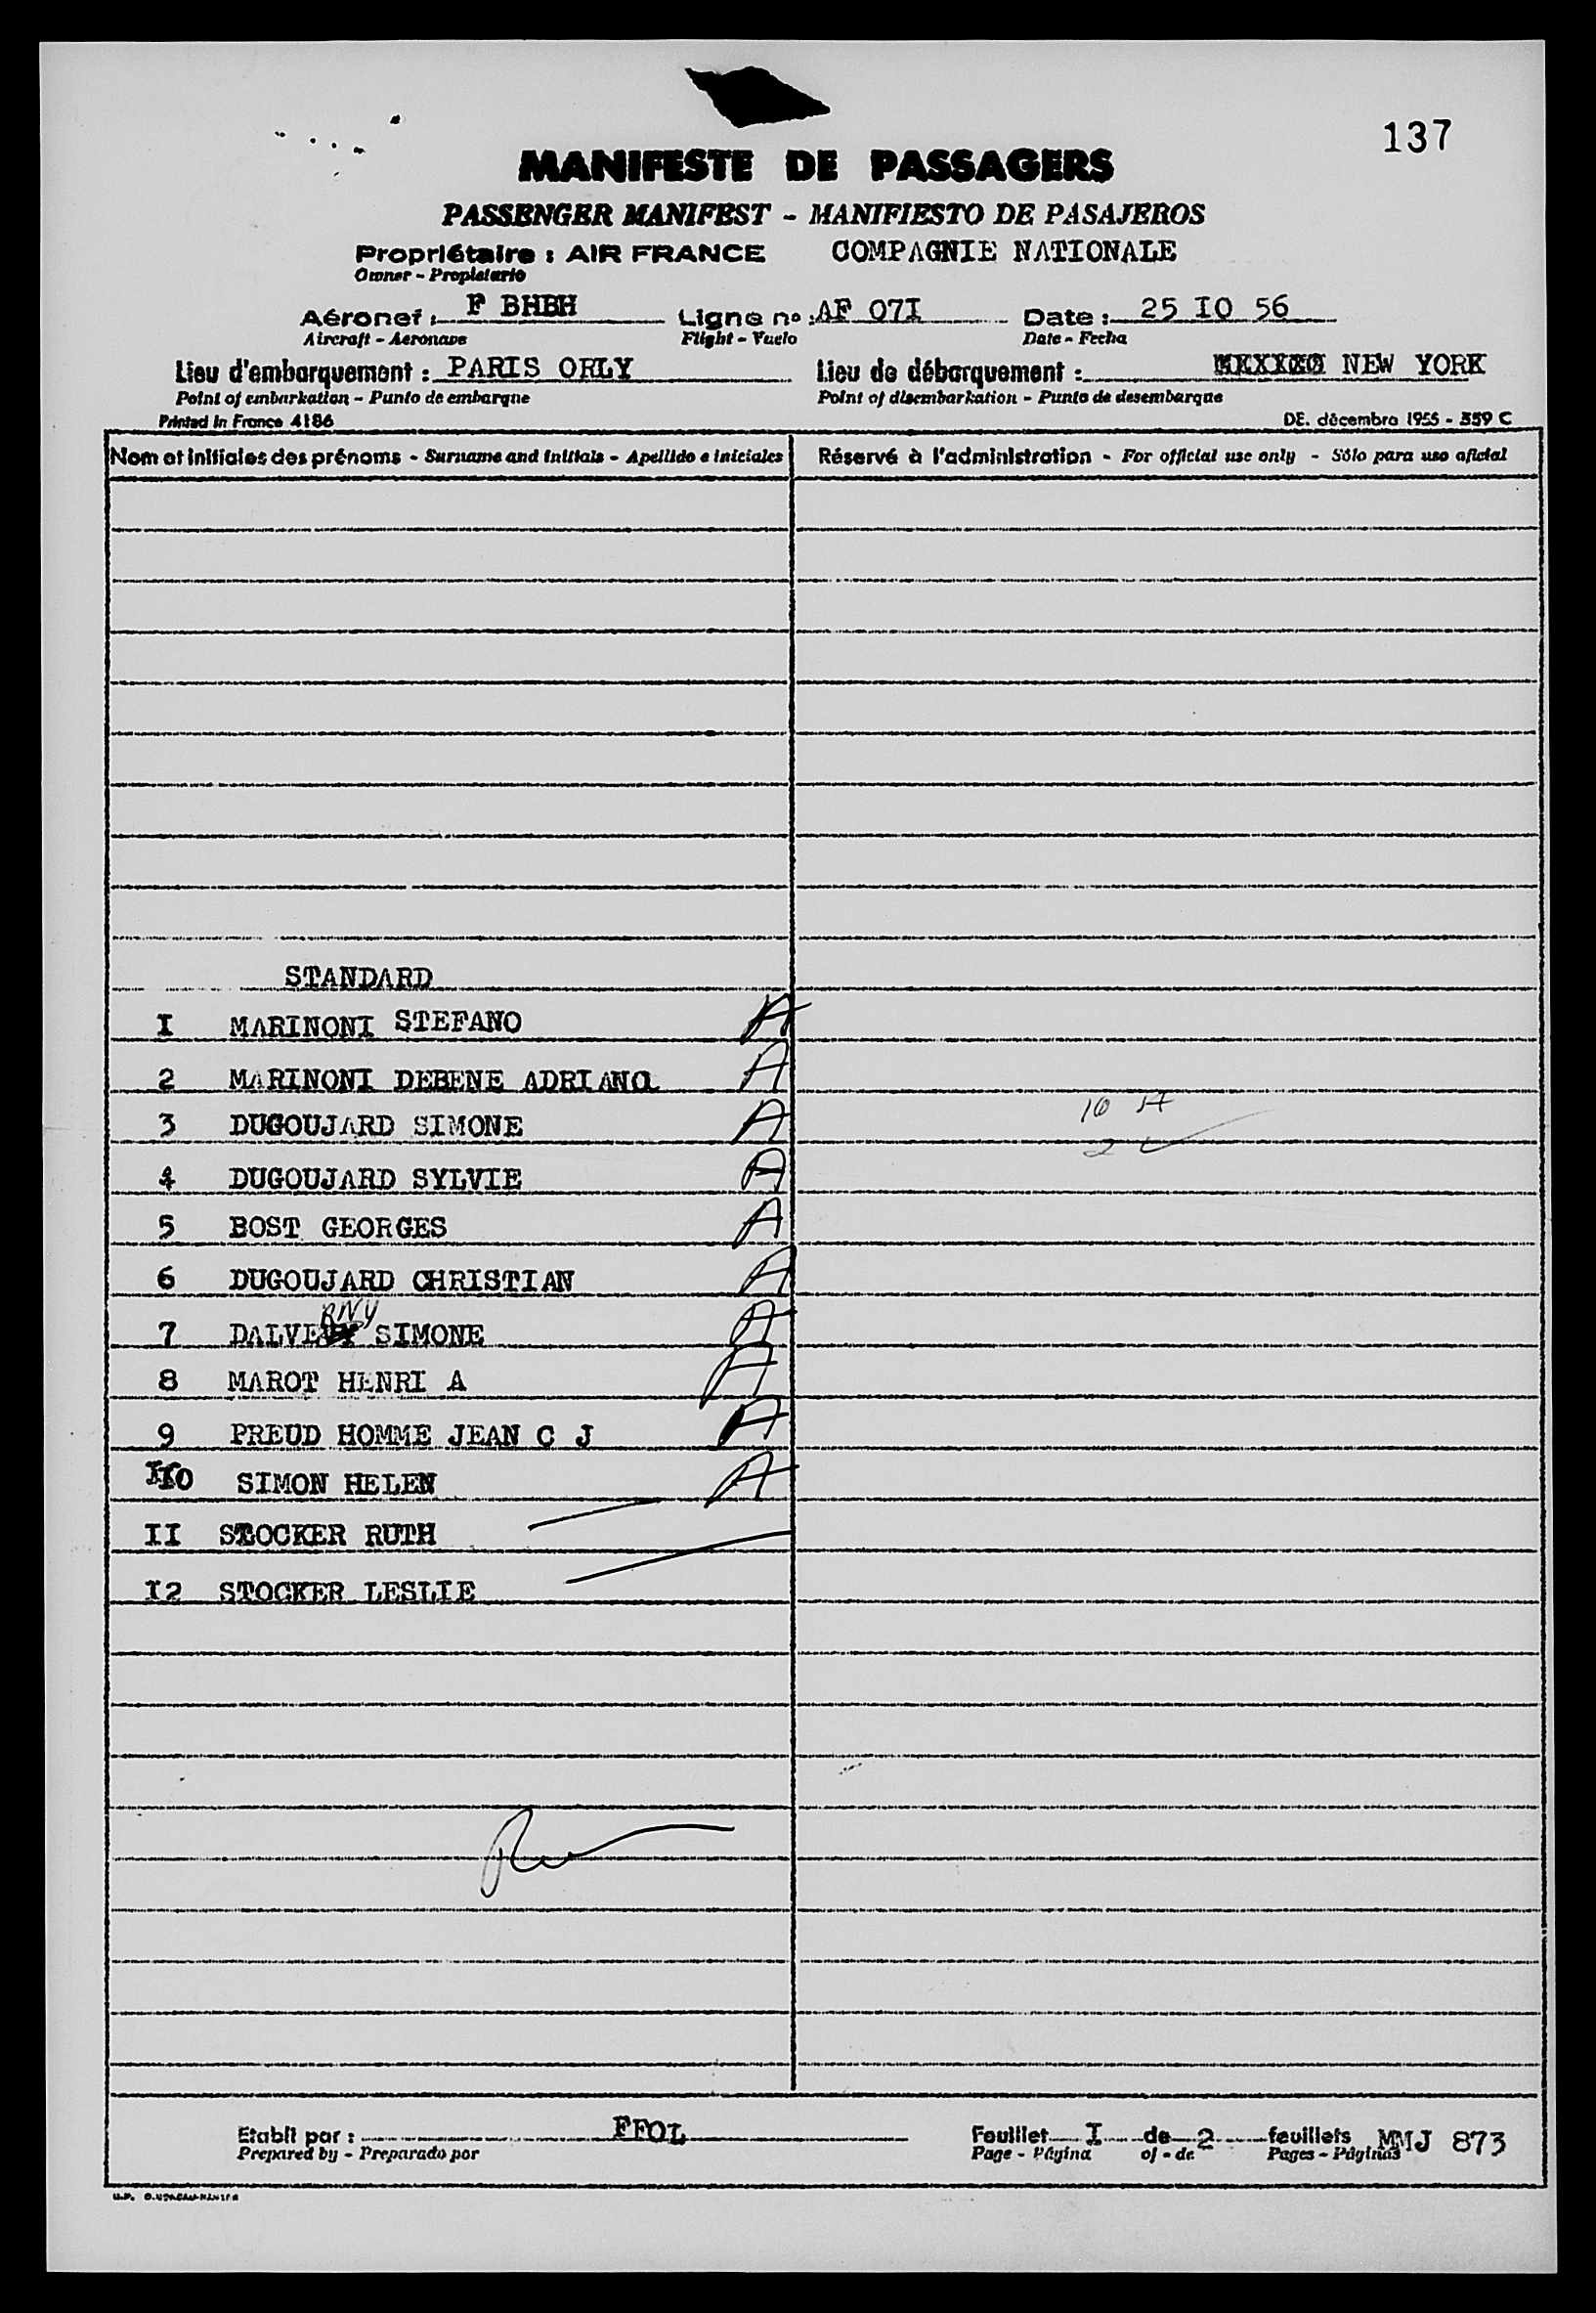 137
MANIFESTE DE PASSAGERS
PASSENGER MANIFEST - MANIFIESTO DE PASAJEROS
Propriétaire : AIR FRANCE COMPAGNIE NATIONALE
Owner - Propietario
Aéronef : F BHBH Ligne no : AF 07I Date : 25 IO 56
Aircraft - Aeronave Flight - Vuelo Date - Fecha
Lieu d'embarquement : PARIS ORLY Lieu de débarquement : NEW YORK
Point of embarkation - Punto de embarque Point of disembarkation - Punto de desembarque
Printed in France 4186 DE. décembre 1955 - 359 C
Nom et initiales des prénoms - Surname and initials - Apellido e iniciales Réservé à l'administration - For official use only - Sólo para uso oficial
STANDARD
I MARINONI STEFANO A
2 MARINONI DEBENE ADRIANA A
3 DUGOUJARD SIMONE A
10 A
4 DUGOUJARD SYLVIE A
2
5 BOST GEORGES A
6 DUGOUJARD CHRISTIAN A
RNY
7 DALVE SIMONE A
8 MAROT HENRI A A
9 PREUD HOMME JEAN C J A
IO SIMON HELEN A
II STOCKER RUTH
I2 STOCKER LESLIE
Etabli par : FFOL Feuillet I de 2 feuillets MMJ 873
Prepared by - Preparado por Page - Página of - de Pages - Páginas